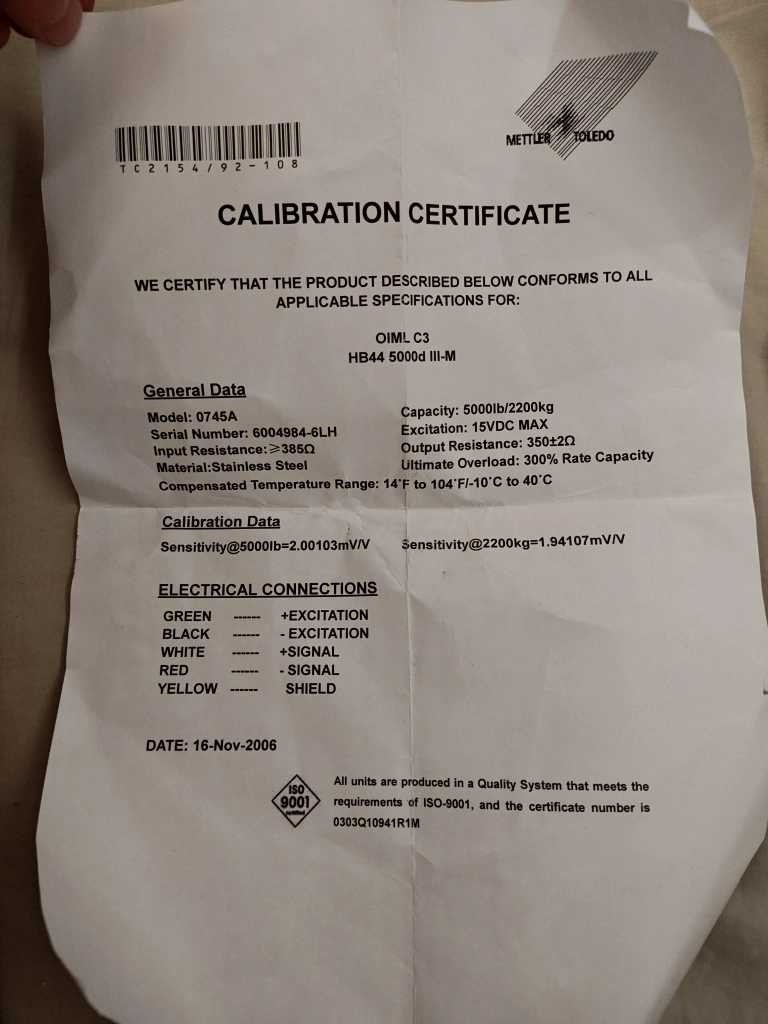 METTLER TOLEDO
TC2154/92-108
CALIBRATION CERTIFICATE
WE CERTIFY THAT THE PRODUCT DESCRIBED BELOW CONFORMS TO ALL
APPLICABLE SPECIFICATIONS FOR:
OIML C3
HB44 5000d III-M
General Data
Model: 0745A
Serial Number: 6004984-6LH
Input Resistance:≥385Ω
Material:Stainless Steel
Capacity: 5000lb/2200kg
Excitation: 15VDC MAX
Output Resistance: 350±2Ω
Ultimate Overload: 300% Rate Capacity
Compensated Temperature Range: 14°F to 104°F/-10°C to 40°C
Calibration Data
Sensitivity@5000lb=2.00103mV/V Sensitivity@2200kg=1.94107mV/V
ELECTRICAL CONNECTIONS
GREEN ------ +EXCITATION
BLACK ------ - EXCITATION
WHITE ------ +SIGNAL
RED ------ - SIGNAL
YELLOW ------ SHIELD
DATE: 16-Nov-2006
ISO
9001
certified
All units are produced in a Quality System that meets the
requirements of ISO-9001, and the certificate number is
0303Q10941R1M